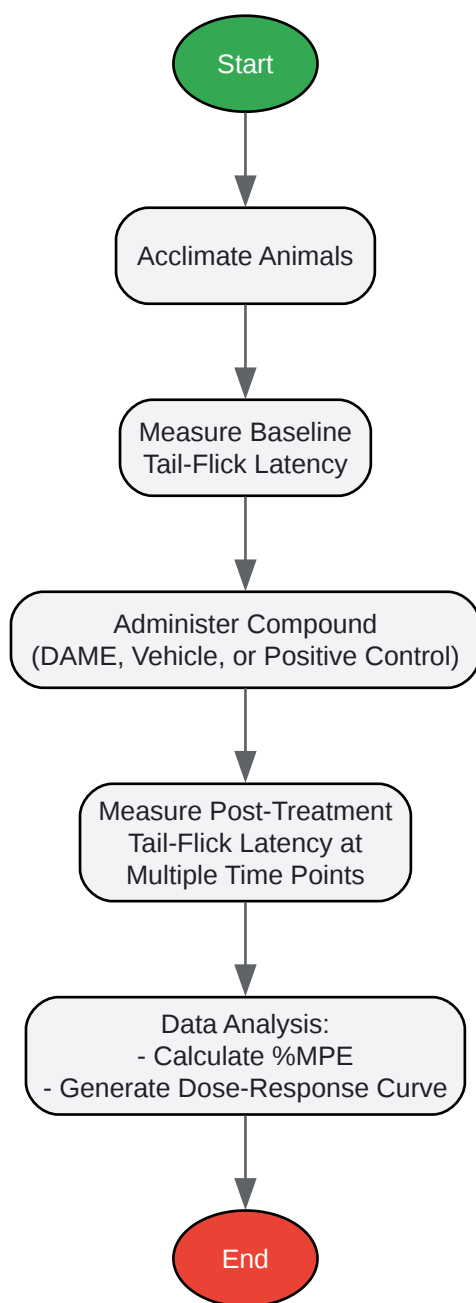 Start
Acclimate Animals
Measure Baseline
Tail-Flick Latency
Administer Compound
(DAME, Vehicle, or Positive Control)
Measure Post-Treatment
Tail-Flick Latency at
Multiple Time Points
Data Analysis:
- Calculate %MPE
- Generate Dose-Response Curve
End